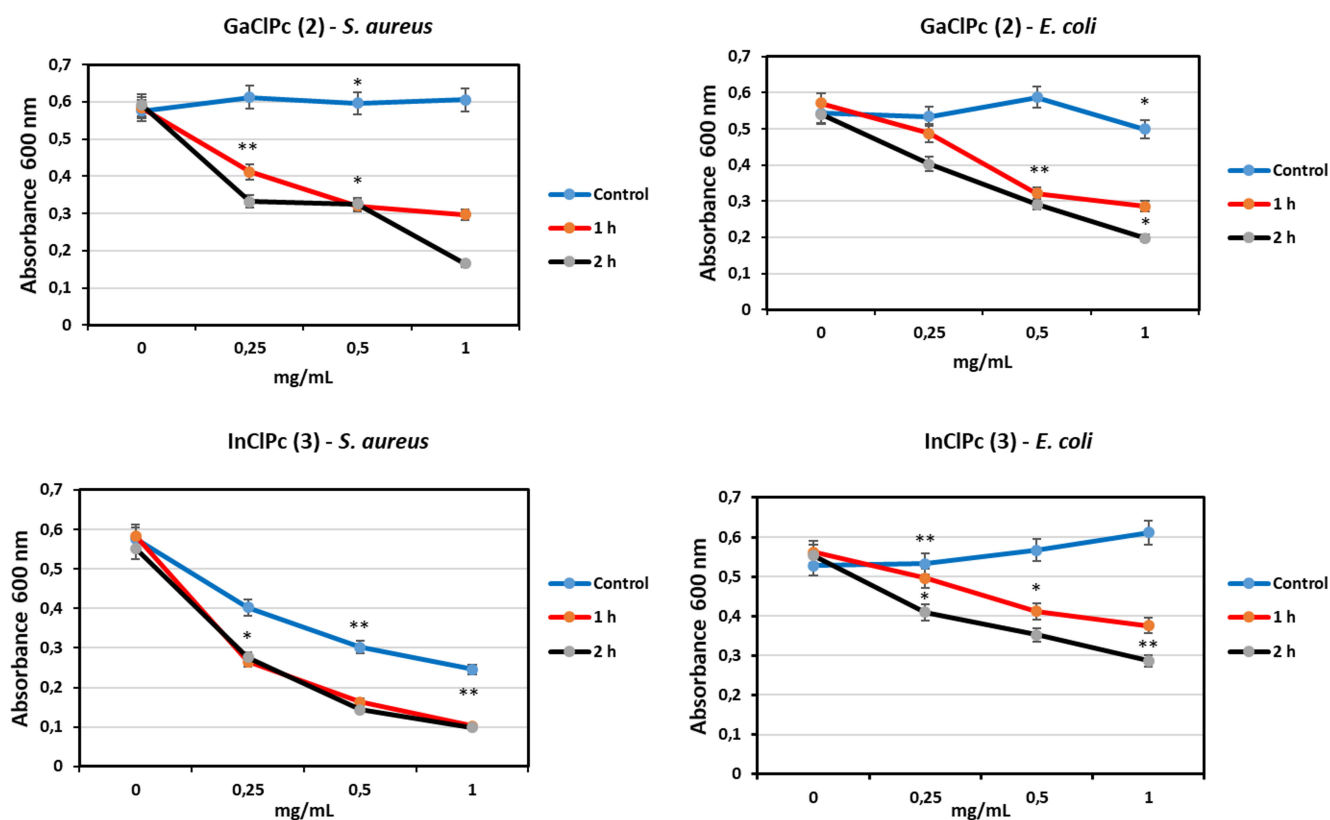 GaClPc (2) - S. aureus
0,7
0,6
0,5
0,4
0,3
0,2
0,1
0
Absorbance 600 nm
*
**
*
0 0,25 0,5 1
mg/mL
Control
1 h
2 h
GaClPc (2) - E. coli
0,7
0,6
0,5
0,4
0,3
0,2
0,1
0
Absorbance 600 nm
*
**
*
0 0,25 0,5 1
mg/mL
Control
1 h
2 h
InClPc (3) - S. aureus
0,7
0,6
0,5
0,4
0,3
0,2
0,1
0
Absorbance 600 nm
*
**
**
0 0,25 0,5 1
mg/mL
Control
1 h
2 h
InClPc (3) - E. coli
0,7
0,6
0,5
0,4
0,3
0,2
0,1
0
Absorbance 600 nm
**
*
*
**
0 0,25 0,5 1
mg/mL
Control
1 h
2 h